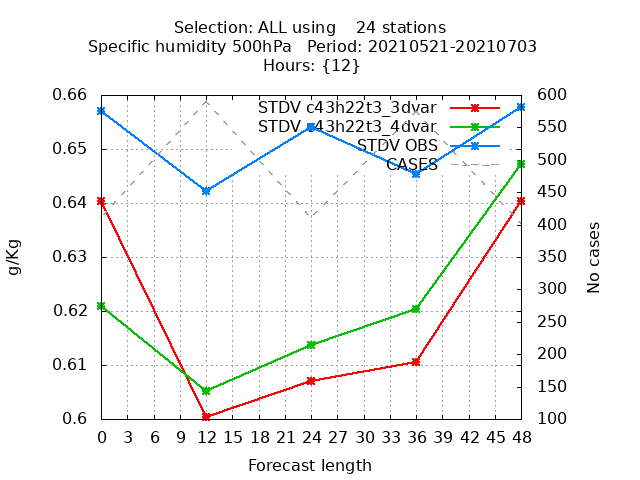 Selection: ALL using    24 stations
Specific humidity 500hPa   Period: 20210521-20210703
Hours: {12}
STDV c43h22t3_3dvar
STDV c43h22t3_4dvar
STDV OBS
CASES
0.66
0.65
0.64
0.63
0.62
0.61
0.6
g/Kg
600
550
500
450
400
350
300
250
200
150
100
No cases
0 3 6 9 12 15 18 21 24 27 30 33 36 39 42 45 48
Forecast length